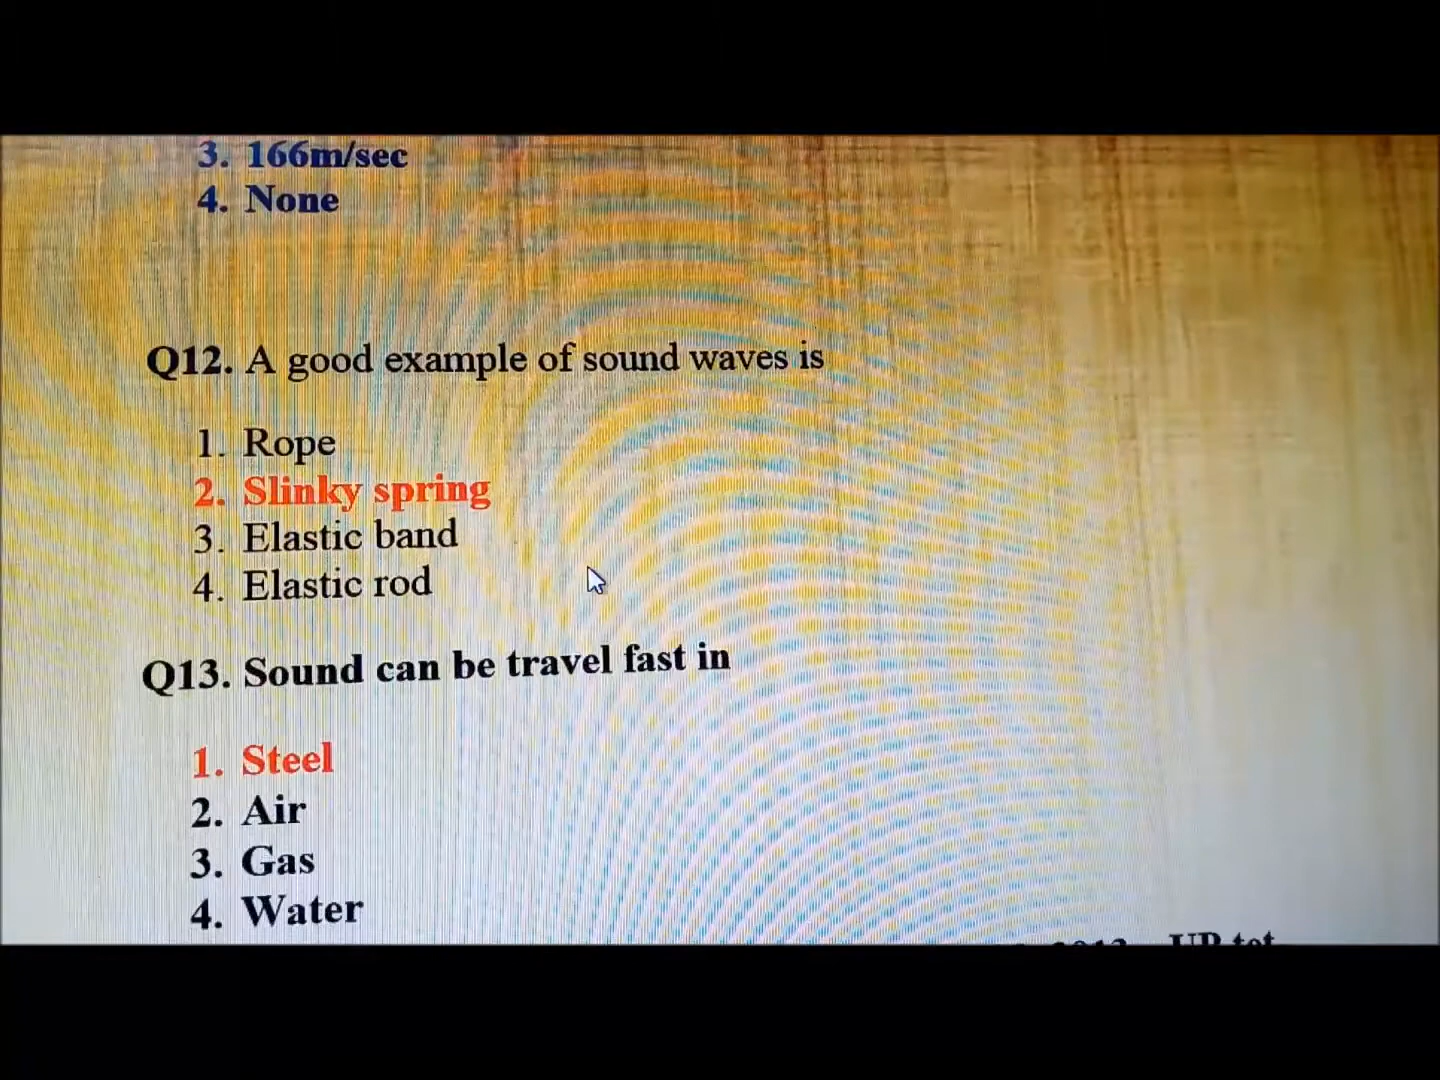 3. 166m/sec
4. None
Q12. A good example of sound waves is
1. Rope
2. Slinky spring
3. Elastic band
4. Elastic rod
Q13. Sound can be travel fast in
1. Steel
2. Air
3. Gas
4. Water
UP tet